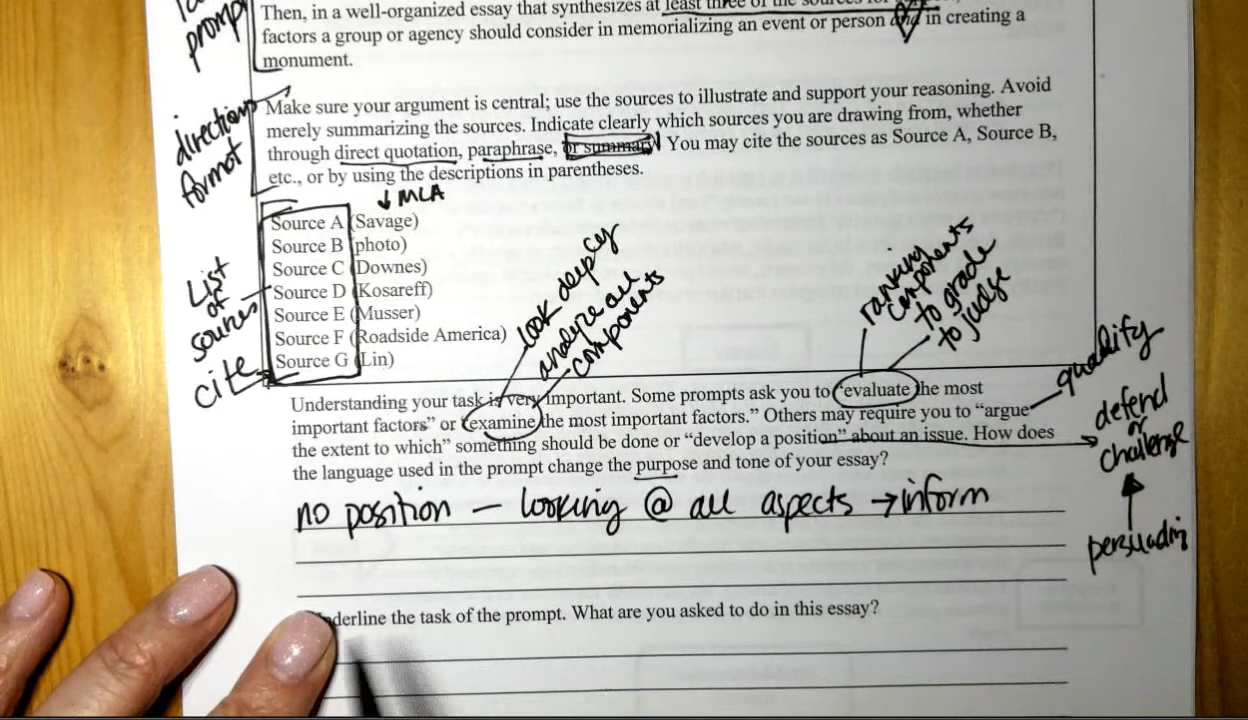 prompt
Then, in a well-organized essay that synthesizes at least three of the sources for
factors a group or agency should consider in memorializing an event or person and in creating a
monument.
directions
format
Make sure your argument is central; use the sources to illustrate and support your reasoning. Avoid
merely summarizing the sources. Indicate clearly which sources you are drawing from, whether
through direct quotation, paraphrase, or summary. You may cite the sources as Source A, Source B,
etc., or by using the descriptions in parentheses.
↓ MLA
List
of
sources
cite
Source A (Savage)
Source B (photo)
Source C (Downes)
Source D (Kosareff)
Source E (Musser)
Source F (Roadside America)
Source G (Lin)
look deeply
analyze all
components
ranking
components
to grade
to judge
Understanding your task is very important. Some prompts ask you to “evaluate the most
important factors” or “examine the most important factors.” Others may require you to “argue
the extent to which” something should be done or “develop a position” about an issue. How does
the language used in the prompt change the purpose and tone of your essay?
qualify
defend
or
challenge
persuadin
no position — looking @ all aspects → inform
derline the task of the prompt. What are you asked to do in this essay?